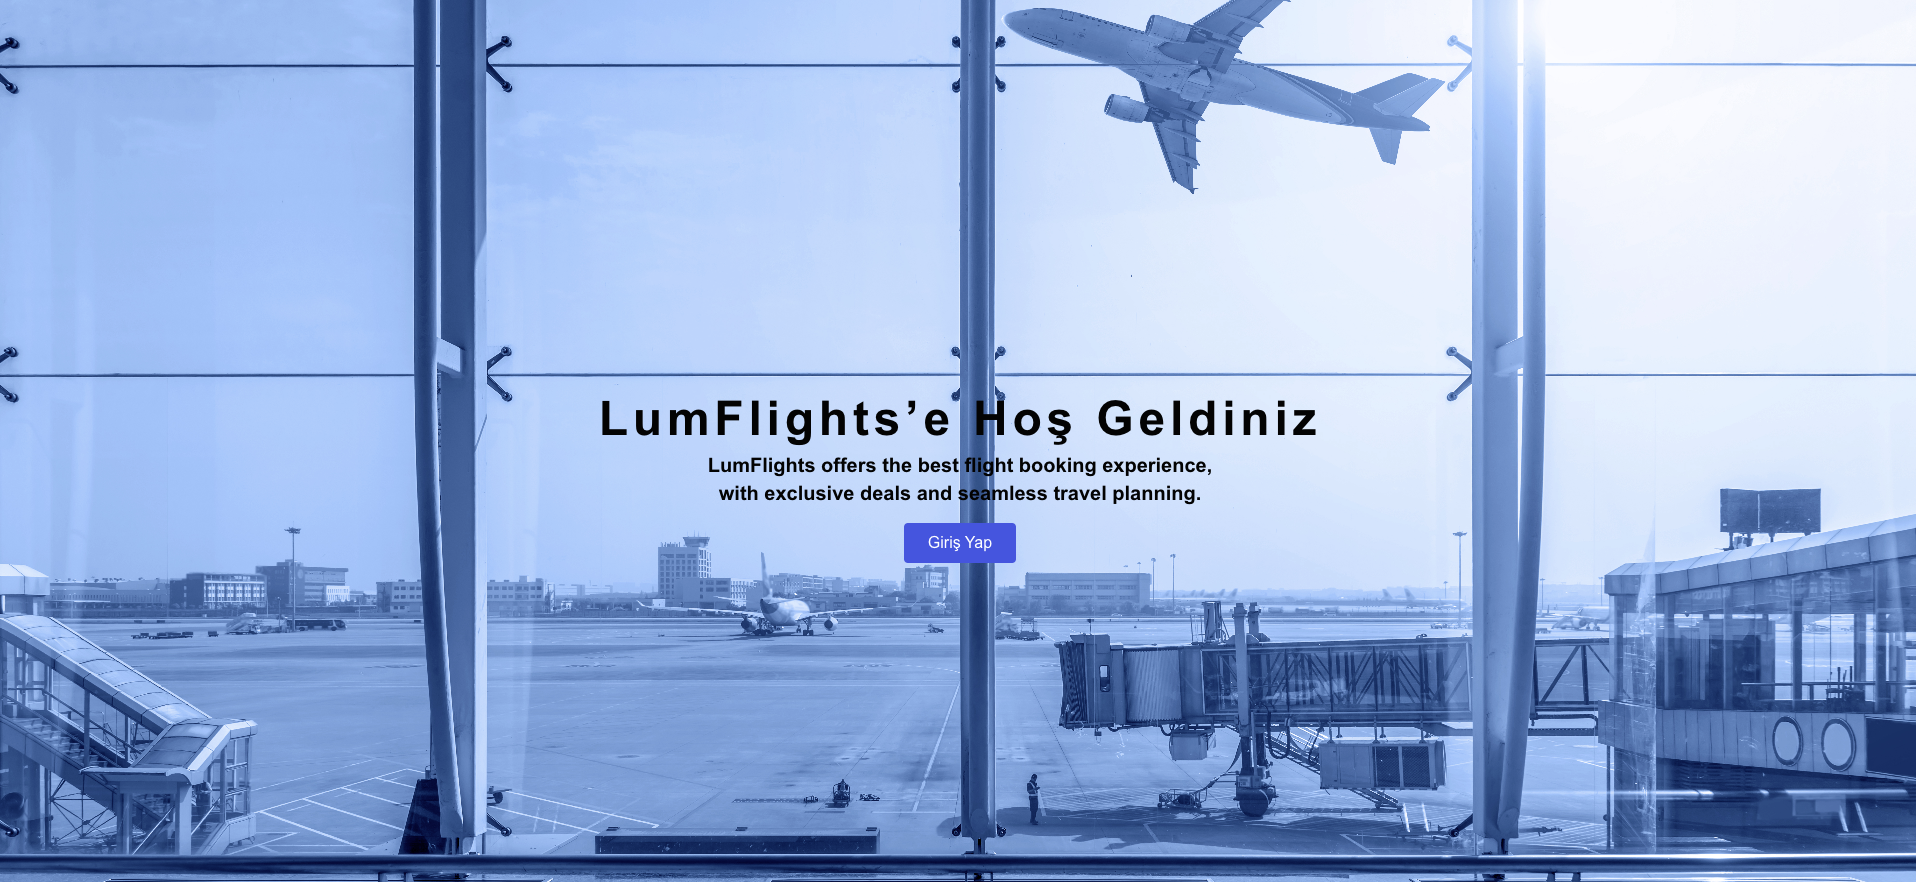 LumFlights’e Hoş Geldiniz
LumFlights offers the best flight booking experience,
with exclusive deals and seamless travel planning.
Giriş Yap